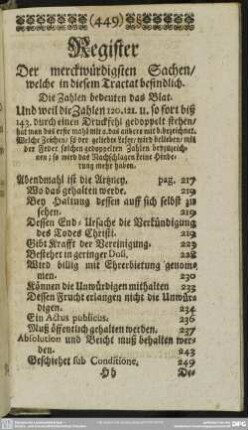 (449)
Register
Der merckwürdigsten Sachen/
welche in diesem Tractat befindlich.
Die Zahlen bedeuten das Blat.
Und weil die Zahlen 120.121. u. so fort biß
143. durch einen Druckfehl gedoppelt stehen/
hat man das erste mahl mit a. das andere mit b. bezeichnet.
Welche Zeichen/ so der geliebte Leser/ wird belieben/ mit
der Feder solchen gedoppelten Zahlen beyzuzeich-
nen; so wird das Nachschlagen keine Hinde-
rung mehr haben.
Abendmahl ist die Artzney. pag. 217
Wo das gehalten werde. 219
Bey Haltung dessen auff sich selbst zu
sehen. 219
Dessen End-Ursache die Verkündigung
des Todes Christi. 219
Gibt Krafft der Vereinigung. 223
Bestehet in geringer Dosi. 228
Wird billig mit Ehrerbietung genom-
men. 230
Können die Unwürdigen mithalten 233
Dessen Frucht erlangen nicht die Unwür-
digen. 234
Ein Actus publicus. 236
Muß öffentlich gehalten werden. 237
Absolution und Beicht muß behalten wer-
den. 243
Geschiehet sub Conditione. 249
Hh De-